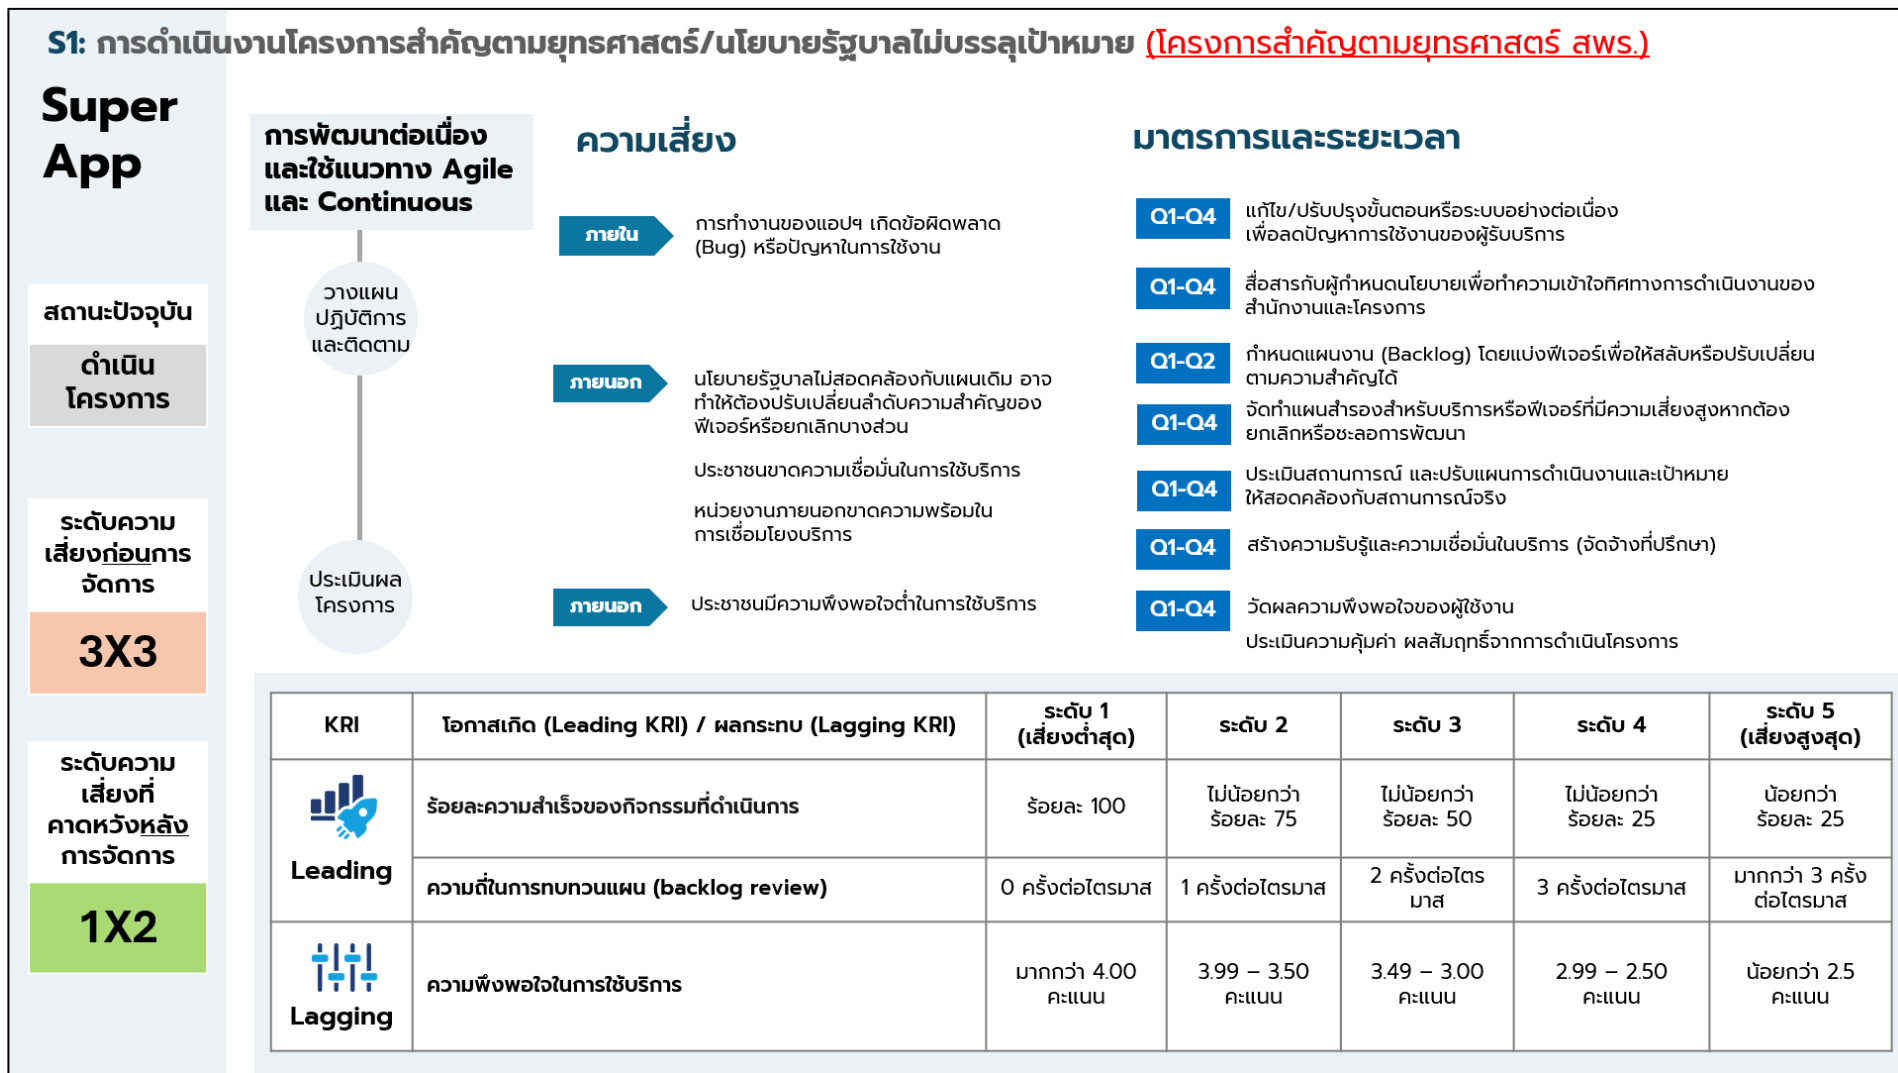 S1: การดำเนินงานโครงการสำคัญตามยุทธศาสตร์/นโยบายรัฐบาลไม่บรรลุเป้าหมาย (โครงการสำคัญตามยุทธศาสตร์ สพร.)
Super
App
สถานะปัจจุบัน
ดำเนิน
โครงการ
ระดับความ
เสี่ยงก่อนการ
จัดการ
3X3
ระดับความ
เสี่ยงที่
คาดหวังหลัง
การจัดการ
1X2
การพัฒนาต่อเนื่อง
และใช้แนวทาง Agile
และ Continuous
วางแผน
ปฏิบัติการ
และติดตาม
ประเมินผล
โครงการ
ความเสี่ยง
ภายใน
การทำงานของแอปฯ เกิดข้อผิดพลาด
(Bug) หรือปัญหาในการใช้งาน
ภายนอก
นโยบายรัฐบาลไม่สอดคล้องกับแผนเดิม อาจ
ทำให้ต้องปรับเปลี่ยนลำดับความสำคัญของ
ฟีเจอร์หรือยกเลิกบางส่วน
ประชาชนขาดความเชื่อมั่นในการใช้บริการ
หน่วยงานภายนอกขาดความพร้อมใน
การเชื่อมโยงบริการ
ภายนอก
ประชาชนมีความพึงพอใจต่ำในการใช้บริการ
มาตรการและระยะเวลา
Q1-Q4
แก้ไข/ปรับปรุงขั้นตอนหรือระบบอย่างต่อเนื่อง
เพื่อลดปัญหาการใช้งานของผู้รับบริการ
Q1-Q4
สื่อสารกับผู้กำหนดนโยบายเพื่อทำความเข้าใจทิศทางการดำเนินงานของ
สำนักงานและโครงการ
Q1-Q2
กำหนดแผนงาน (Backlog) โดยแบ่งฟีเจอร์เพื่อให้สลับหรือปรับเปลี่ยน
ตามความสำคัญได้
Q1-Q4
จัดทำแผนสำรองสำหรับบริการหรือฟีเจอร์ที่มีความเสี่ยงสูงหากต้อง
ยกเลิกหรือชะลอการพัฒนา
Q1-Q4
ประเมินสถานการณ์ และปรับแผนการดำเนินงานและเป้าหมาย
ให้สอดคล้องกับสถานการณ์จริง
Q1-Q4
สร้างความรับรู้และความเชื่อมั่นในบริการ (จัดจ้างที่ปรึกษา)
Q1-Q4
วัดผลความพึงพอใจของผู้ใช้งาน
ประเมินความคุ้มค่า ผลสัมฤทธิ์จากการดำเนินโครงการ
KRI
โอกาสเกิด (Leading KRI) / ผลกระทบ (Lagging KRI)
ระดับ 1
(เสี่ยงต่ำสุด)
ระดับ 2
ระดับ 3
ระดับ 4
ระดับ 5
(เสี่ยงสูงสุด)
Leading
ร้อยละความสำเร็จของกิจกรรมที่ดำเนินการ
ร้อยละ 100
ไม่น้อยกว่า
ร้อยละ 75
ไม่น้อยกว่า
ร้อยละ 50
ไม่น้อยกว่า
ร้อยละ 25
น้อยกว่า
ร้อยละ 25
ความถี่ในการทบทวนแผน (backlog review)
0 ครั้งต่อไตรมาส
1 ครั้งต่อไตรมาส
2 ครั้งต่อไตร
มาส
3 ครั้งต่อไตรมาส
มากกว่า 3 ครั้ง
ต่อไตรมาส
Lagging
ความพึงพอใจในการใช้บริการ
มากกว่า 4.00
คะแนน
3.99 – 3.50
คะแนน
3.49 – 3.00
คะแนน
2.99 – 2.50
คะแนน
น้อยกว่า 2.5
คะแนน